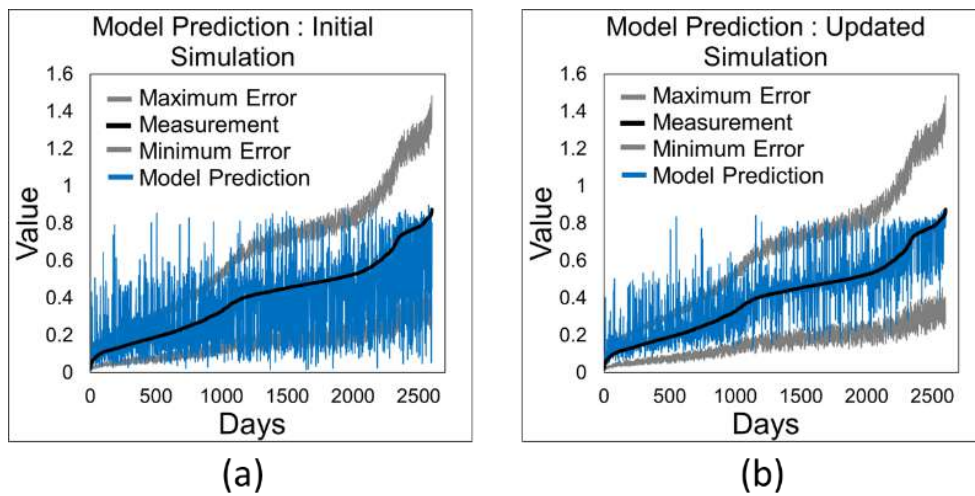 Model Prediction : Initial
Simulation
1.6
1.4
1.2
1
0.8
0.6
0.4
0.2
0
Value
Maximum Error
Measurement
Minimum Error
Model Prediction
0 500 1000 1500 2000 2500
Days
(a)
Model Prediction : Updated
Simulation
1.6
1.4
1.2
1
0.8
0.6
0.4
0.2
0
Value
Maximum Error
Measurement
Minimum Error
Model Prediction
0 500 1000 1500 2000 2500
Days
(b)